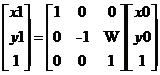 [x1] [1 0 0] [x0]
[y1] = [0 -1 W] [y0]
[1] [0 0 1] [1]